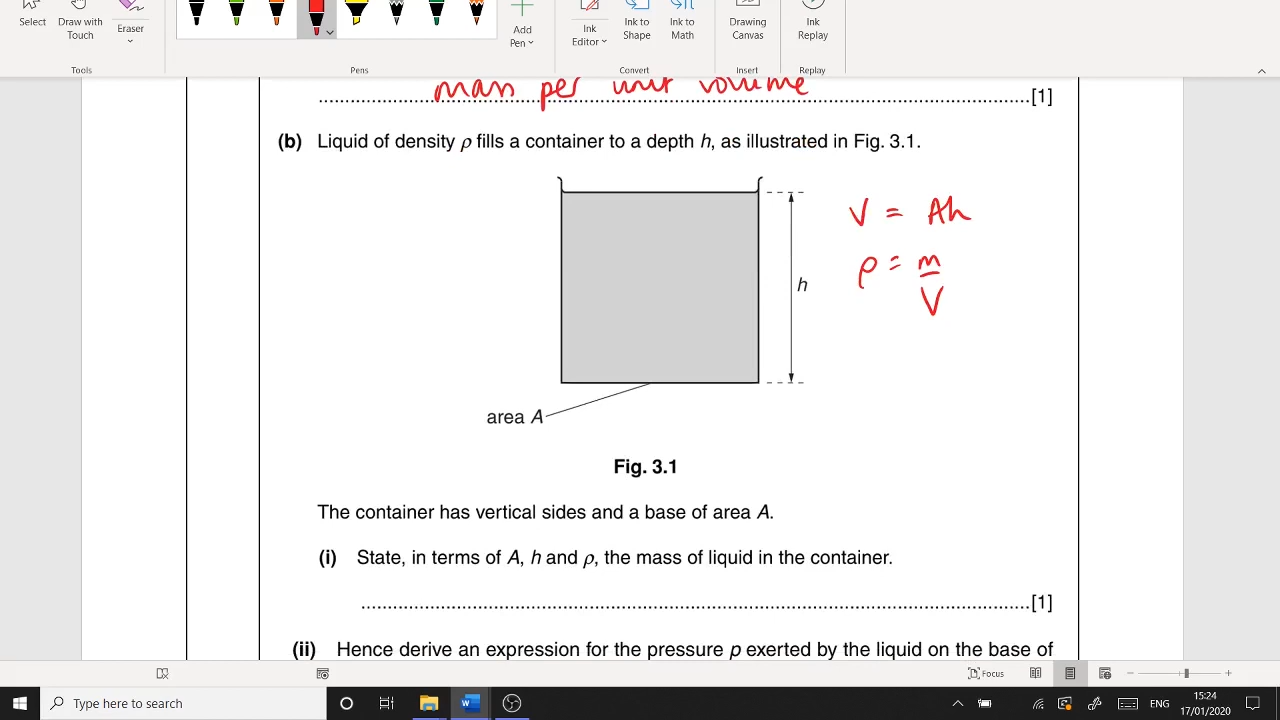 Select
Draw with
Touch
Eraser
Add
Pen
Ink
Editor
Ink to
Shape
Ink to
Math
Drawing
Canvas
Ink
Replay
Tools
Pens
Convert
Insert
Replay
mass per unit volume
[1]
(b) Liquid of density ρ fills a container to a depth h, as illustrated in Fig. 3.1.
V = Ah
ρ = m
V
h
area A
Fig. 3.1
The container has vertical sides and a base of area A.
(i) State, in terms of A, h and ρ, the mass of liquid in the container.
[1]
(ii) Hence derive an expression for the pressure p exerted by the liquid on the base of
Focus
Type here to search
ENG
15:24
17/01/2020